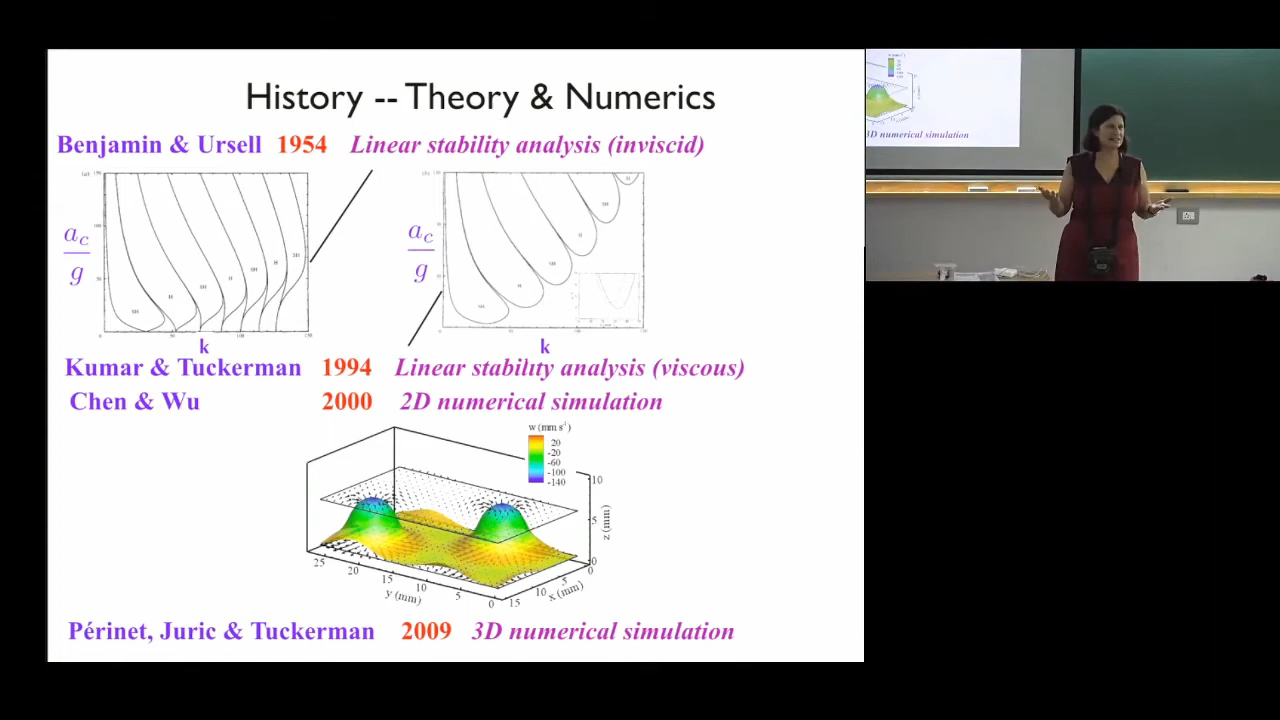 History -- Theory & Numerics
Benjamin & Ursell 1954 Linear stability analysis (inviscid)
a_c
g
k
a_c
g
k
Kumar & Tuckerman 1994 Linear stability analysis (viscous)
Chen & Wu 2000 2D numerical simulation
w (mm s⁻¹)
20
-20
-60
-100
-140
10
5
0
z (mm)
25
20
15
10
5
0
y (mm)
15
10
5
0
x (mm)
Périnet, Juric & Tuckerman 2009 3D numerical simulation
3D numerical simulation